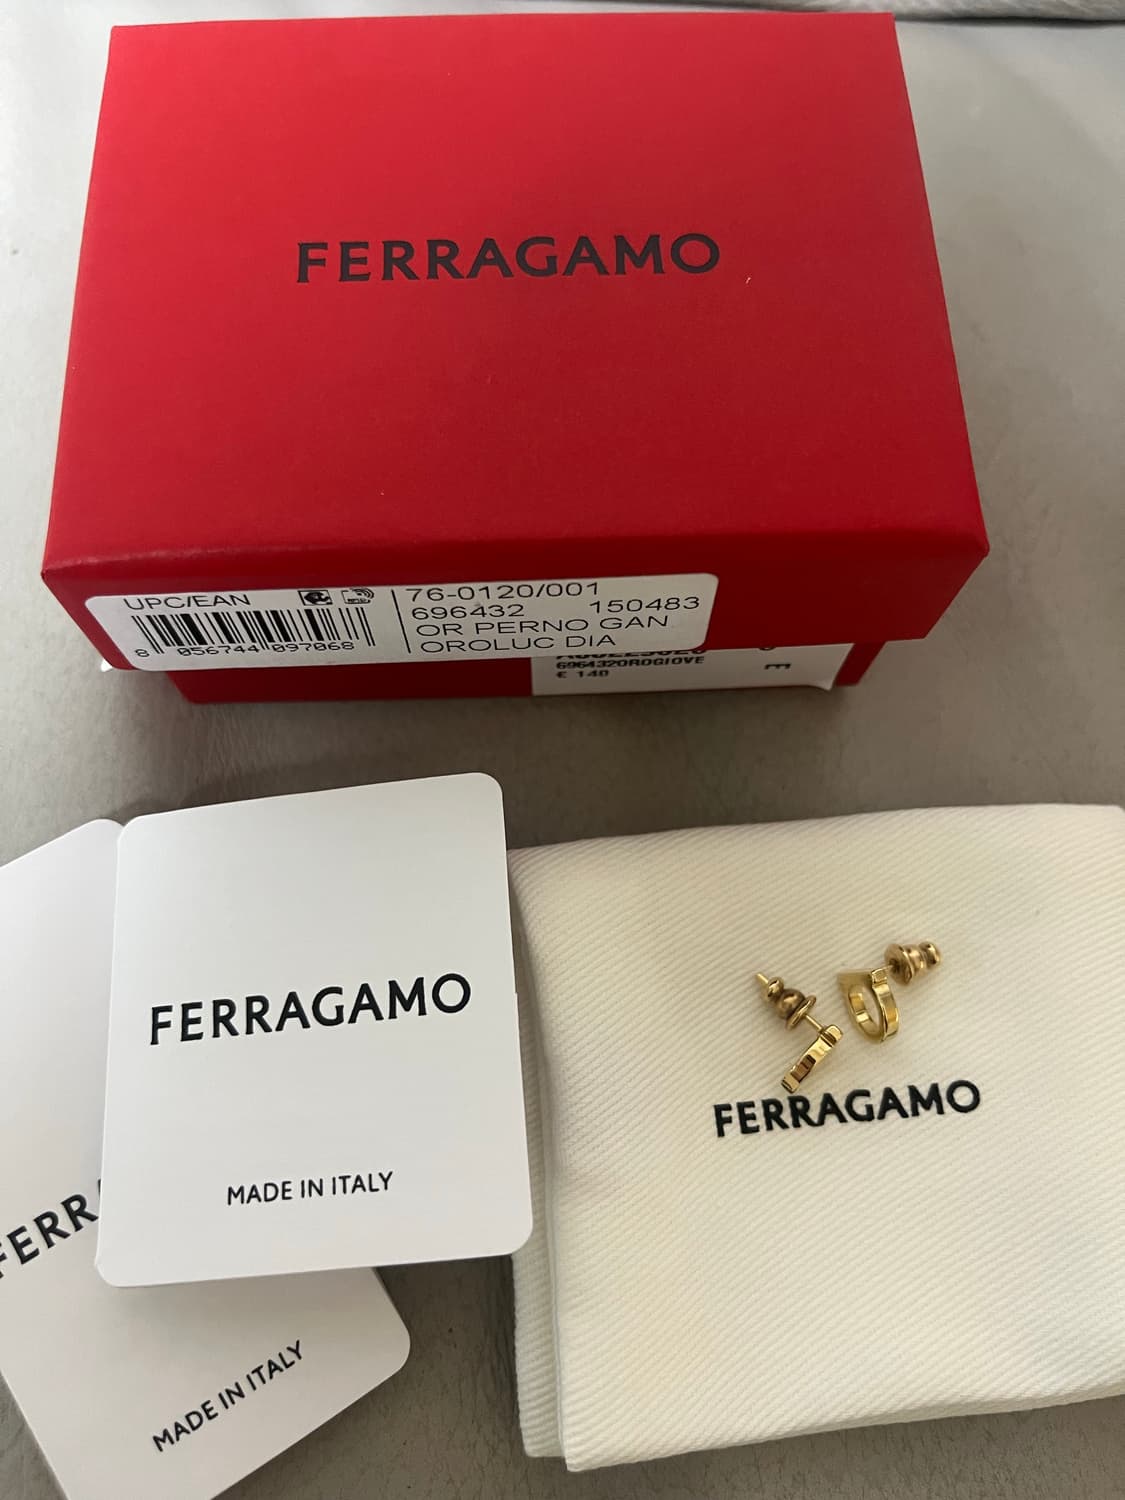 FERRAGAMO
UPC/EAN
8 056744 097068
76-0120/001
696432 150483
OR PERNO GAN
OROLUC DIA
696432OROGIOVE
€ 140
E
FERRAGAMO
MADE IN ITALY
FERR
MADE IN ITALY
FERRAGAMO